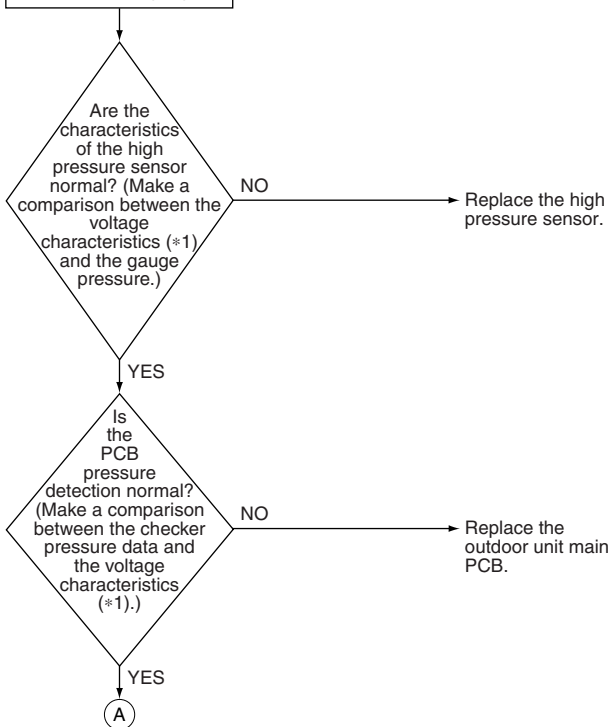 Are the
characteristics
of the high
pressure sensor
normal? (Make a
comparison between the
voltage
characteristics (*1)
and the gauge
pressure.)
NO
Replace the high
pressure sensor.
YES
Is
the
PCB
pressure
detection normal?
(Make a comparison
between the checker
pressure data and
the voltage
characteristics
(*1).)
NO
Replace the
outdoor unit main
PCB.
YES
A